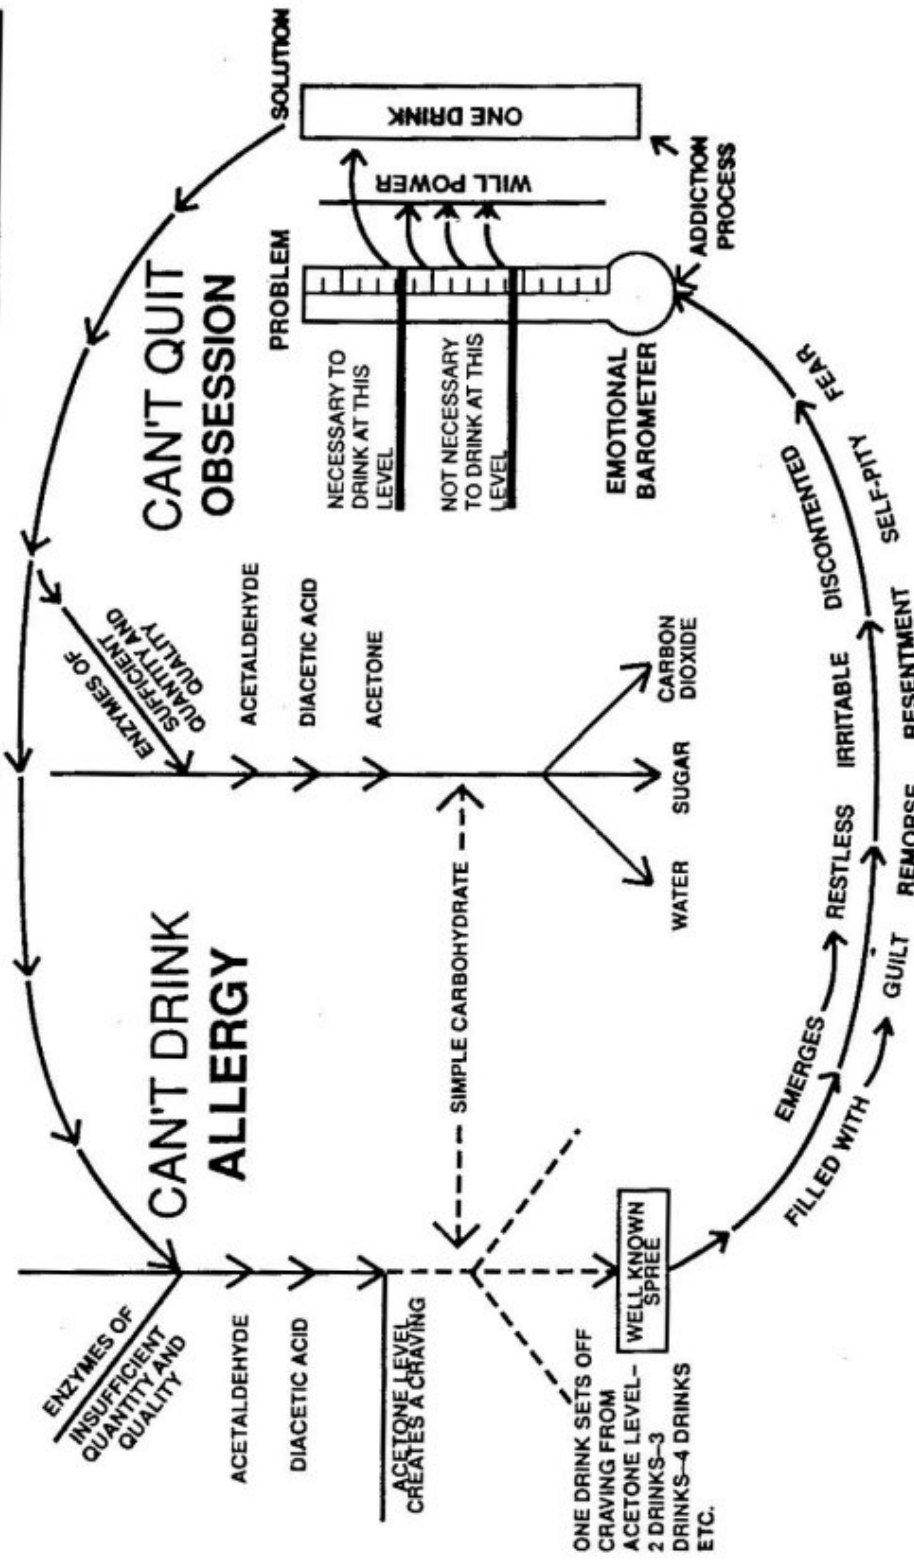 ENZYMES OF
INSUFFICIENT
QUANTITY AND
QUALITY
ACETALDEHYDE
DIACETIC ACID
ACETONE LEVEL
CREATES A CRAVING
ONE DRINK SETS OFF
CRAVING FROM
ACETONE LEVEL–
2 DRINKS–3
DRINKS–4 DRINKS
ETC.
WELL KNOWN
SPREE
CAN'T DRINK
ALLERGY
SIMPLE CARBOHYDRATE
ENZYMES OF
SUFFICIENT
QUANTITY AND
QUALITY
ACETALDEHYDE
DIACETIC ACID
ACETONE
WATER
SUGAR
CARBON
DIOXIDE
CAN'T QUIT
OBSESSION
PROBLEM
SOLUTION
NECESSARY TO
DRINK AT THIS
LEVEL
NOT NECESSARY
TO DRINK AT THIS
LEVEL
EMOTIONAL
BAROMETER
WILL POWER
ONE DRINK
ADDICTION
PROCESS
EMERGES
RESTLESS
IRRITABLE
DISCONTENTED
FILLED WITH
GUILT
REMORSE
RESENTMENT
SELF-PITY
FEAR